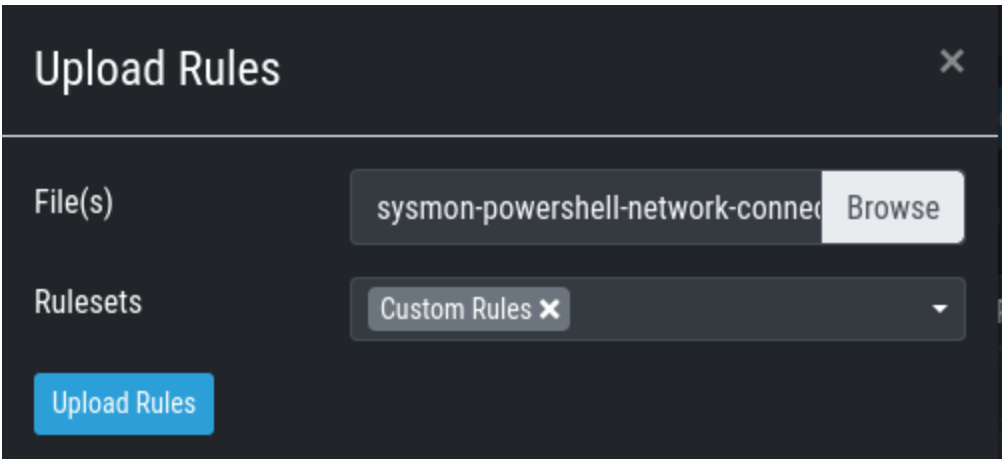 Upload Rules ×
File(s) sysmon-powershell-network-connec Browse
Rulesets Custom Rules ×
Upload Rules